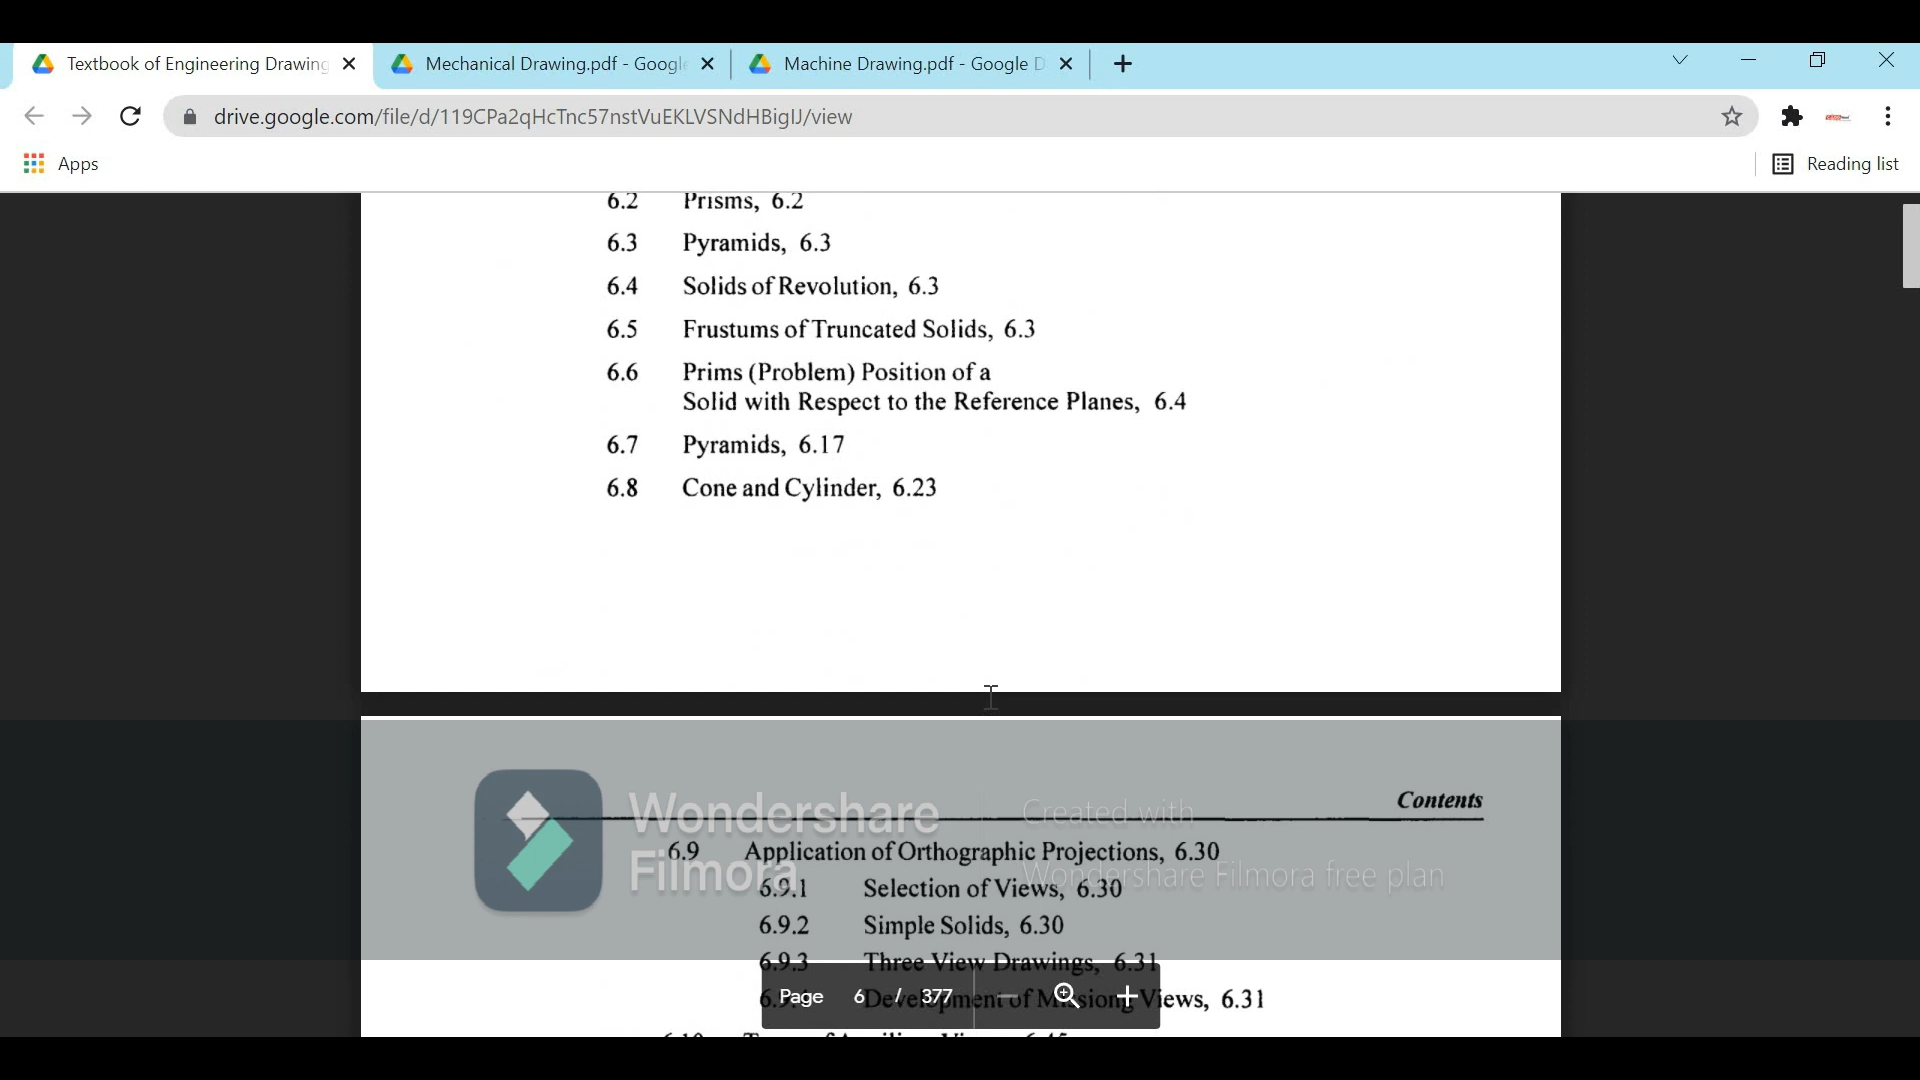 Textbook of Engineering Drawing
Mechanical Drawing.pdf - Google
Machine Drawing.pdf - Google D
drive.google.com/file/d/119CPa2qHcTnc57nstVuEKLVSNdHBigIJ/view
Apps
Reading list
6.2 Prisms, 6.2
6.3 Pyramids, 6.3
6.4 Solids of Revolution, 6.3
6.5 Frustums of Truncated Solids, 6.3
6.6 Prims (Problem) Position of a
Solid with Respect to the Reference Planes, 6.4
6.7 Pyramids, 6.17
6.8 Cone and Cylinder, 6.23
Contents
Wondershare
Filmora
Created with
Wondershare Filmora free plan
6.9 Application of Orthographic Projections, 6.30
6.9.1 Selection of Views, 6.30
6.9.2 Simple Solids, 6.30
6.9.3 Three View Drawings, 6.31
Development of Missiong Views, 6.31
Page 6 / 377